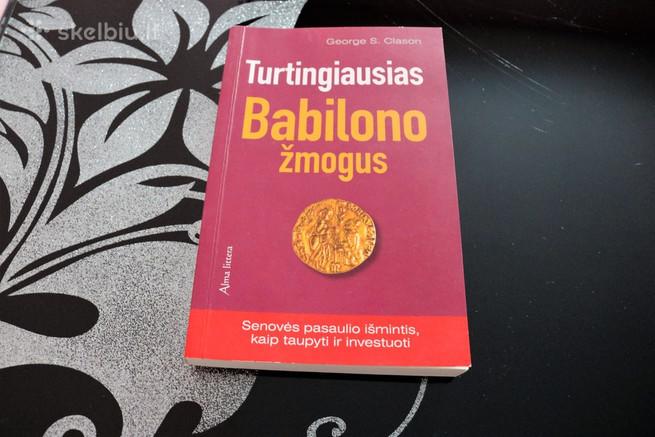 skelbiu.lt
George S. Clason
Turtingiausias
Babilono
žmogus
Alma littera
Senovės pasaulio išmintis,
kaip taupyti ir investuoti